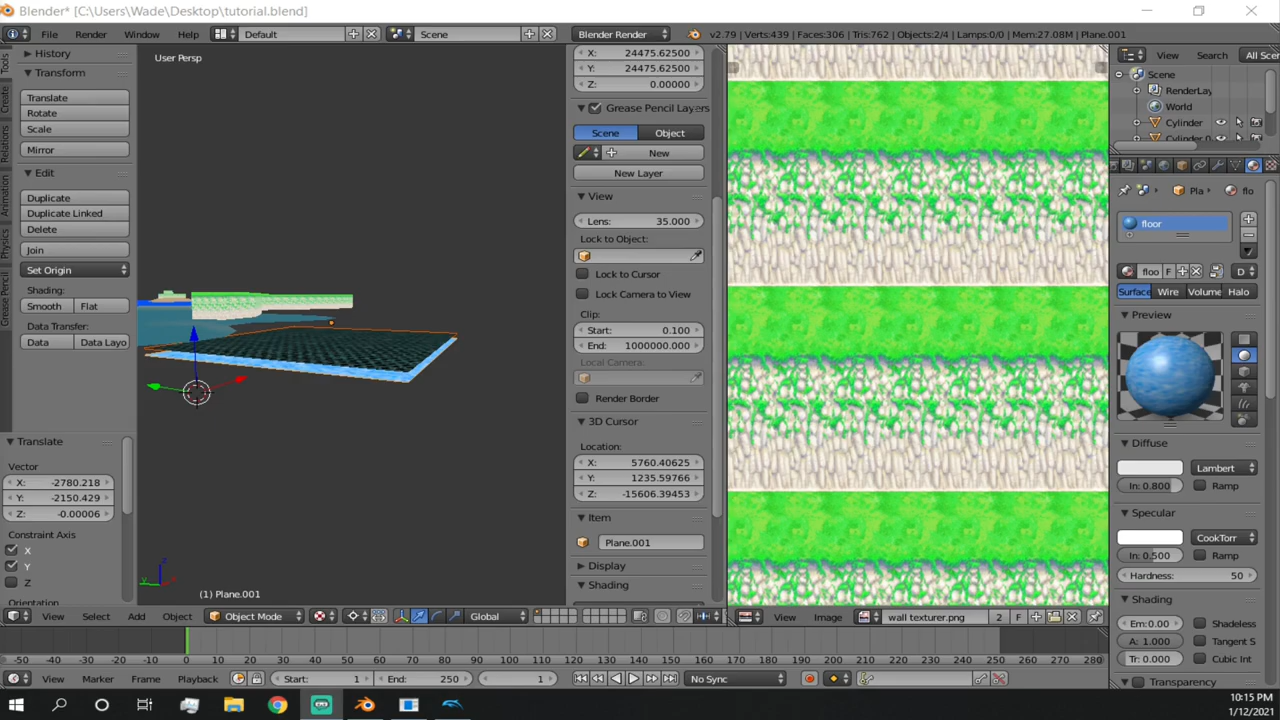 Blender* [C:\Users\Wade\Desktop\tutorial.blend]
File Render Window Help Default Scene Blender Render v2.79 | Verts:439 | Faces:306 | Tris:762 | Objects:2/4 | Lamps:0/0 | Mem:27.08M | Plane.001
Tools
Create
Relations
Animation
Physics
Grease Pencil
History
Transform
Translate
Rotate
Scale
Mirror
Edit
Duplicate
Duplicate Linked
Delete
Join
Set Origin
Shading:
Smooth Flat
Data Transfer:
Data Data Layo
Translate
Vector
X: -2780.218
Y: -2150.429
Z: -0.00006
Constraint Axis
X
Y
Z
Orientation
User Persp
(1) Plane.001
X: 24475.62500
Y: 24475.62500
Z: 0.00000
Grease Pencil Layers
Scene Object
New
New Layer
View
Lens: 35.000
Lock to Object:
Lock to Cursor
Lock Camera to View
Clip:
Start: 0.100
End: 1000000.000
Local Camera:
Render Border
3D Cursor
Location:
X: 5760.40625
Y: 1235.59766
Z: -15606.39453
Item
Plane.001
Display
Shading
View Select Add Object Object Mode Global
View Image wall texturer.png 2 F
View Search All Scen
Scene
RenderLay
World
Cylinder
Cylinder.0
Pla flo
floor
floo F D
Surface Wire Volume Halo
Preview
Diffuse
Lambert
In: 0.800 Ramp
Specular
CookTorr
In: 0.500 Ramp
Hardness: 50
Shading
Em:0.00 Shadeless
A: 1.000 Tangent S
Tr: 0.000 Cubic Int
Transparency
-50 -40 -30 -20 -10 0 10 20 30 40 50 60 70 80 90 100 110 120 130 140 150 160 170 180 190 200 210 220 230 240 250 260 270 280
View Marker Frame Playback Start: 1 End: 250 1 No Sync
10:15 PM
1/12/2021